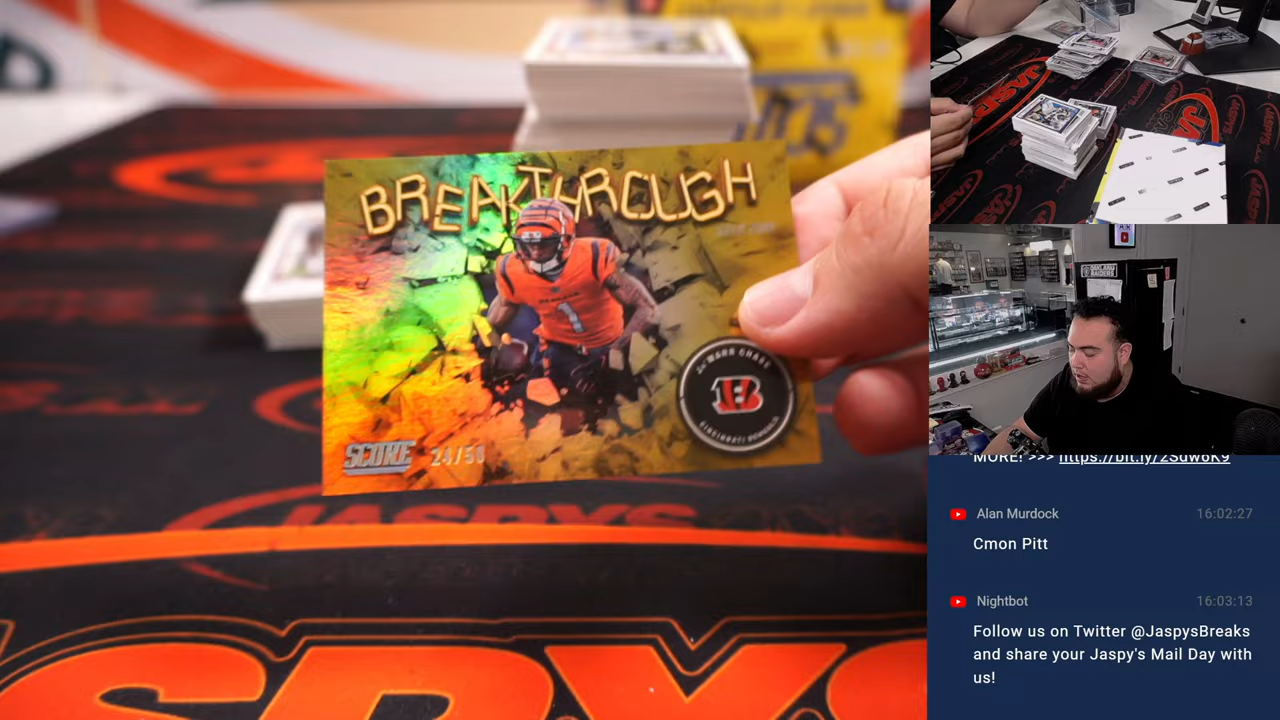 BREAKTHROUGH
1
JA'MARR CHASE
B
CINCINNATI BENGALS
SCORE
24/50
JASPYS
MORE! >>> https://bit.ly/2Sdw6K9
Alan Murdock
16:02:27
Cmon Pitt
Nightbot
16:03:13
Follow us on Twitter @JaspysBreaks
and share your Jaspy's Mail Day with
us!